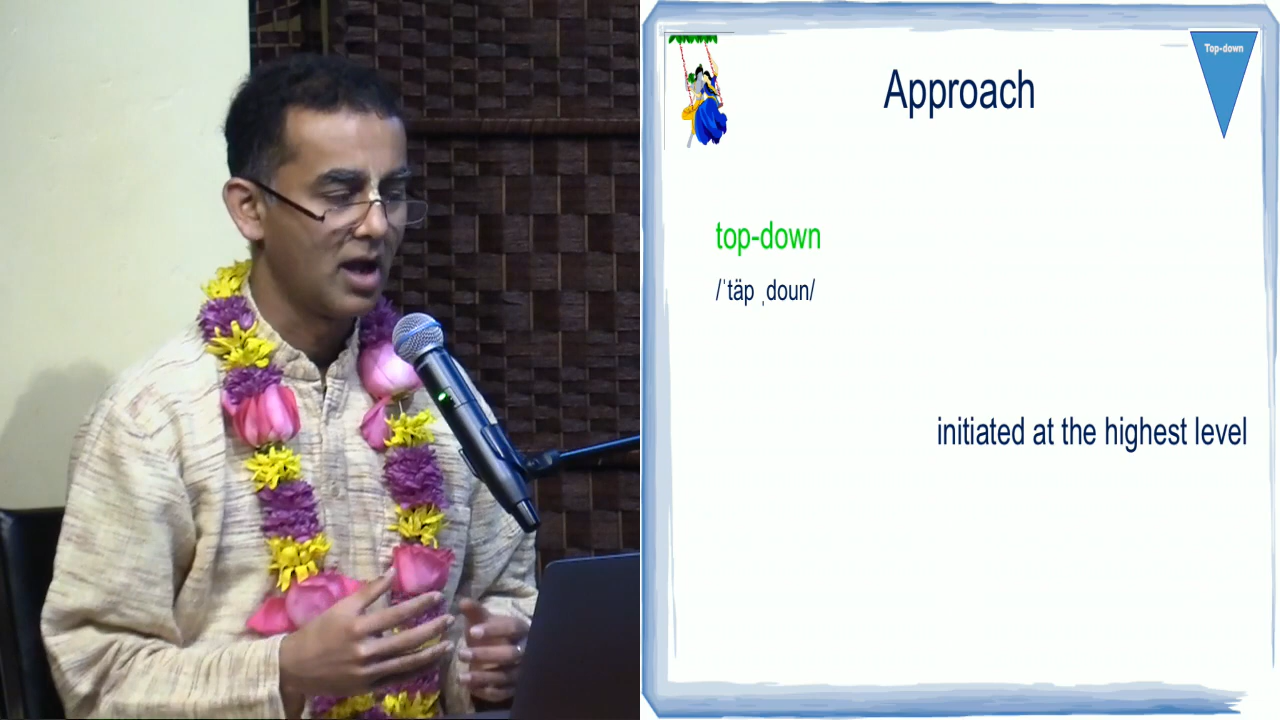 Top-down
Approach
top-down
/ˈtäp ˌdoun/
initiated at the highest level